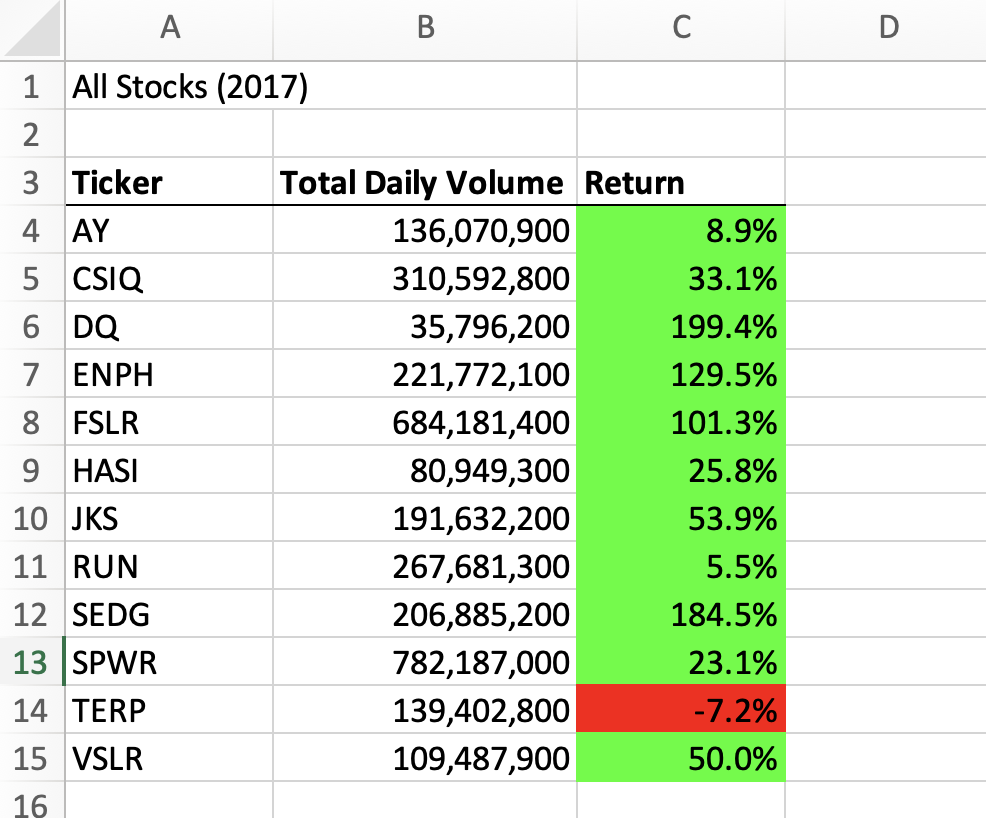 A B C D
1 All Stocks (2017)
2
3 Ticker Total Daily Volume Return
4 AY 136,070,900 8.9%
5 CSIQ 310,592,800 33.1%
6 DQ 35,796,200 199.4%
7 ENPH 221,772,100 129.5%
8 FSLR 684,181,400 101.3%
9 HASI 80,949,300 25.8%
10 JKS 191,632,200 53.9%
11 RUN 267,681,300 5.5%
12 SEDG 206,885,200 184.5%
13 SPWR 782,187,000 23.1%
14 TERP 139,402,800 -7.2%
15 VSLR 109,487,900 50.0%
16